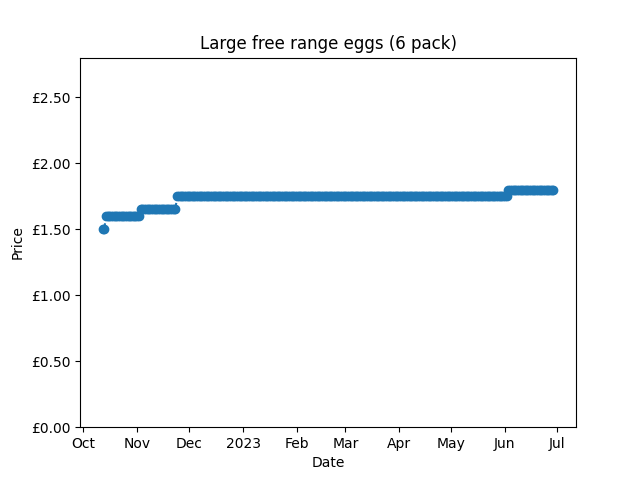 Large free range eggs (6 pack)
£2.50
£2.00
£1.50
£1.00
£0.50
£0.00
Price
Oct Nov Dec 2023 Feb Mar Apr May Jun Jul
Date